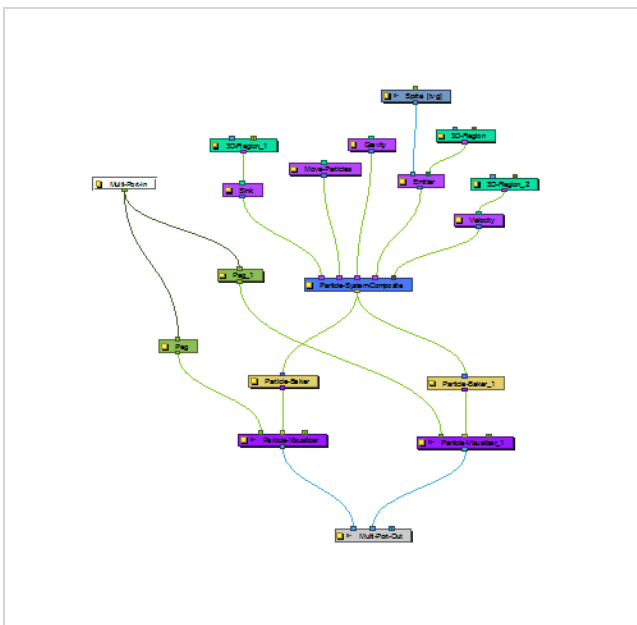 Sprite (tvg)
3D-Region_1
Gravity
3D-Region
Move-Particles
Multi-Port-In
Sink
Emitter
3D-Region_2
Velocity
Peg_1
Particle-SystemComposite
Peg
Particle-Baker
Particle-Baker_1
Particle-Visualizer
Particle-Visualizer_1
Multi-Port-Out